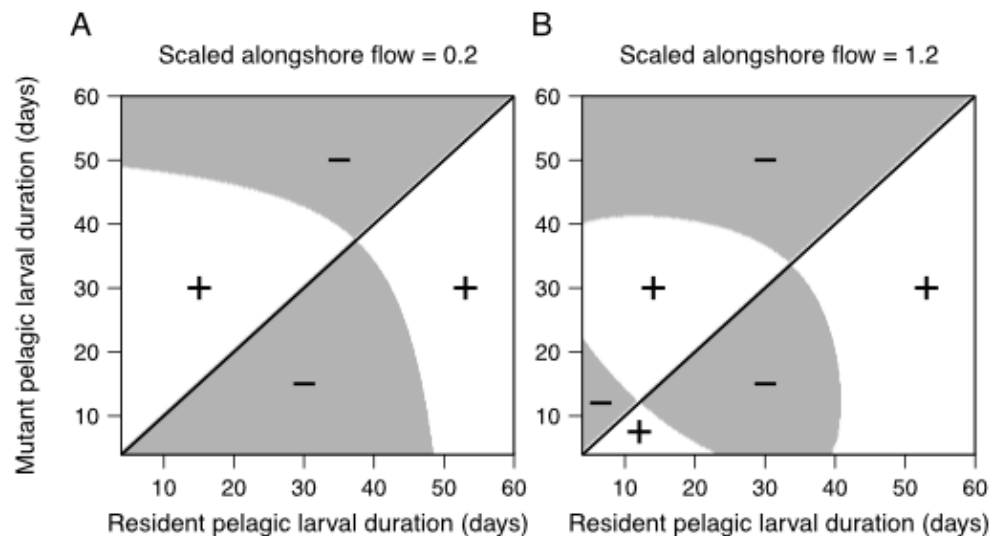 A
B
Scaled alongshore flow = 0.2
Scaled alongshore flow = 1.2
Mutant pelagic larval duration (days)
60
50
40
30
20
10
−
+
+
−
10 20 30 40 50 60
Resident pelagic larval duration (days)
60
50
40
30
20
10
−
+
+
−
−
+
10 20 30 40 50 60
Resident pelagic larval duration (days)